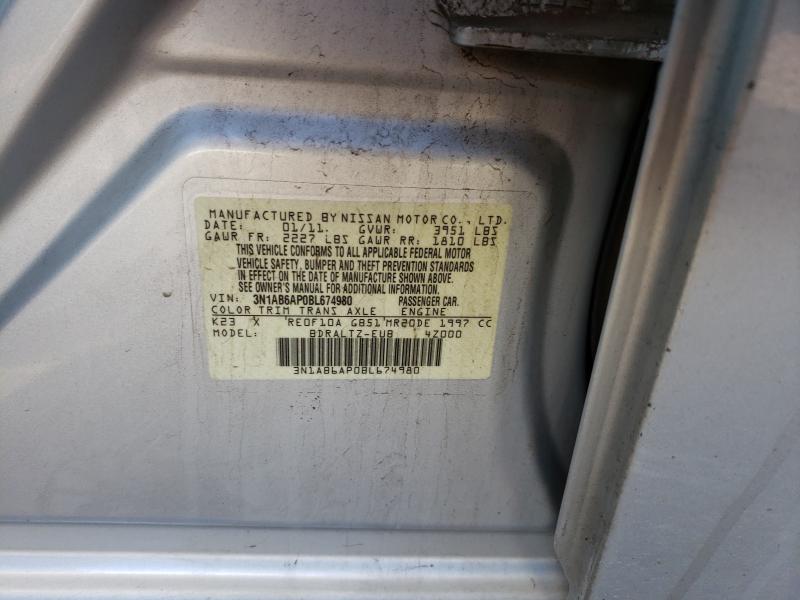 MANUFACTURED BY NISSAN MOTOR CO., LTD.
DATE: 01/11. GVWR: 3951 LBS
GAWR FR: 2227 LBS GAWR RR: 1810 LBS
THIS VEHICLE CONFORMS TO ALL APPLICABLE FEDERAL MOTOR
VEHICLE SAFETY, BUMPER AND THEFT PREVENTION STANDARDS
IN EFFECT ON THE DATE OF MANUFACTURE SHOWN ABOVE.
SEE OWNER'S MANUAL FOR ADDITIONAL INFORMATION.
VIN: 3N1AB6AP0BL674980 PASSENGER CAR.
COLOR TRIM TRANS AXLE ENGINE
K23 X RE0F10A GB51 MR20DE 1997 CC
MODEL: BDRALTZ-EUB 4Z000
3N1AB6AP0BL674980